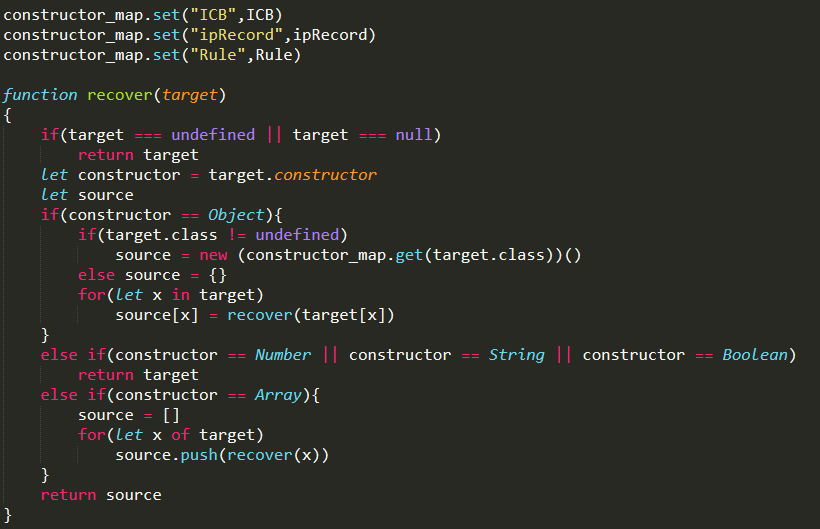 constructor_map.set("ICB",ICB)
constructor_map.set("ipRecord",ipRecord)
constructor_map.set("Rule",Rule)

function recover(target)
{
    if(target === undefined || target === null)
        return target
    let constructor = target.constructor
    let source
    if(constructor == Object){
        if(target.class != undefined)
            source = new (constructor_map.get(target.class))()
        else source = {}
        for(let x in target)
            source[x] = recover(target[x])
    }
    else if(constructor == Number || constructor == String || constructor == Boolean)
        return target
    else if(constructor == Array){
        source = []
        for(let x of target)
            source.push(recover(x))
    }
    return source
}